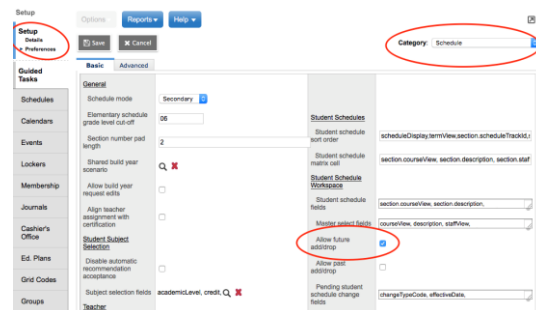 Setup
Options
Reports
Help
Setup
Details
Preferences
Save
Cancel
Category: Schedule
Guided
Tasks
Basic
Advanced
General
Schedules
Schedule mode
Secondary
Calendars
Elementary schedule
grade level cut-off
05
Student Schedules
Events
Section number pad
length
2
Student schedule
sort order
scheduleDisplay,termView,section.scheduleTrackId,
Lockers
Shared build year
scenario
Student schedule
matrix cell
section.courseView, section.description, section.staf
Membership
Allow build year
request edits
Student Schedule
Workspace
Journals
Align teacher
assignment with
certification
Student schedule
fields
section.courseView, section.description,
Cashier's
Office
Student Subject
Selection
Master select fields
courseView, description, staffView,
Ed. Plans
Disable automatic
recommendation
acceptance
Allow future
add/drop
Grid Codes
Allow past
add/drop
Groups
Subject selection fields
academicLevel, credit,
Pending student
schedule change
fields
changeTypeCode, effectiveDate,
Teacher